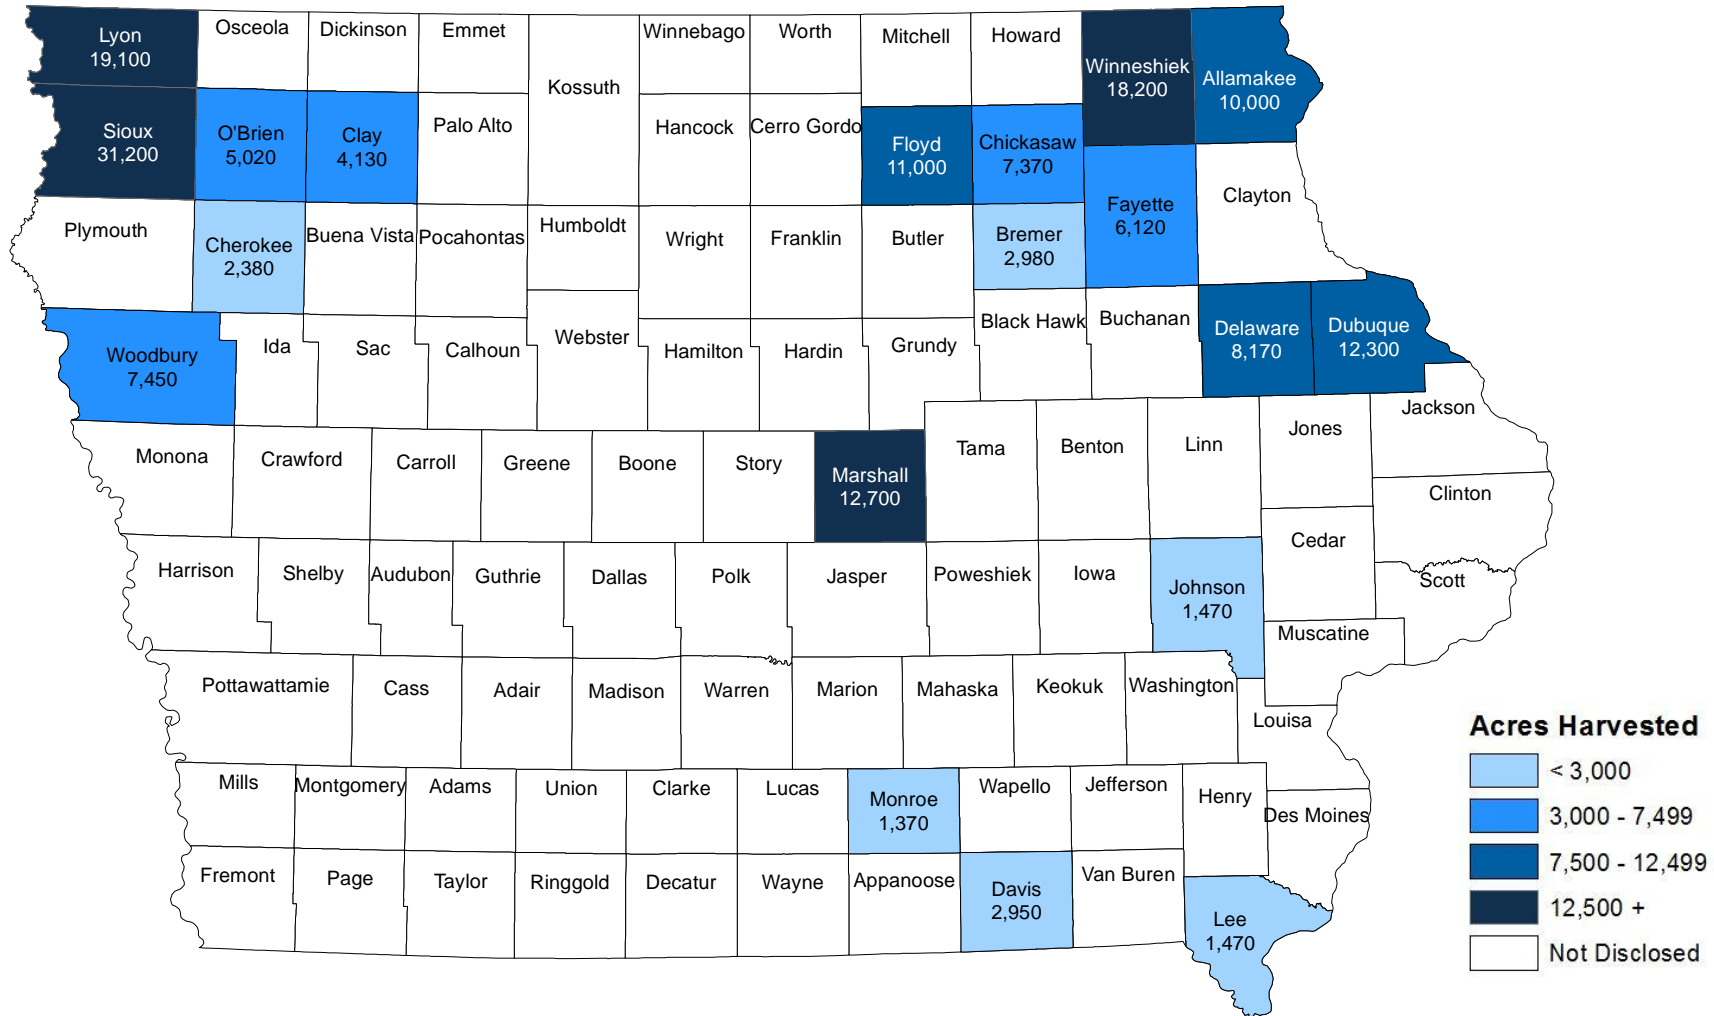 Lyon
19,100
Osceola
Dickinson
Emmet
Kossuth
Winnebago
Worth
Mitchell
Howard
Winneshiek
18,200
Allamakee
10,000
Sioux
31,200
O'Brien
5,020
Clay
4,130
Palo Alto
Hancock
Cerro Gordo
Floyd
11,000
Chickasaw
7,370
Fayette
6,120
Clayton
Plymouth
Cherokee
2,380
Buena Vista
Pocahontas
Humboldt
Wright
Franklin
Butler
Bremer
2,980
Woodbury
7,450
Ida
Sac
Calhoun
Webster
Hamilton
Hardin
Grundy
Black Hawk
Buchanan
Delaware
8,170
Dubuque
12,300
Monona
Crawford
Carroll
Greene
Boone
Story
Marshall
12,700
Tama
Benton
Linn
Jones
Jackson
Clinton
Harrison
Shelby
Audubon
Guthrie
Dallas
Polk
Jasper
Poweshiek
Iowa
Johnson
1,470
Cedar
Scott
Muscatine
Pottawattamie
Cass
Adair
Madison
Warren
Marion
Mahaska
Keokuk
Washington
Louisa
Mills
Montgomery
Adams
Union
Clarke
Lucas
Monroe
1,370
Wapello
Jefferson
Henry
Des Moines
Fremont
Page
Taylor
Ringgold
Decatur
Wayne
Appanoose
Davis
2,950
Van Buren
Lee
1,470
Acres Harvested
< 3,000
3,000 - 7,499
7,500 - 12,499
12,500 +
Not Disclosed